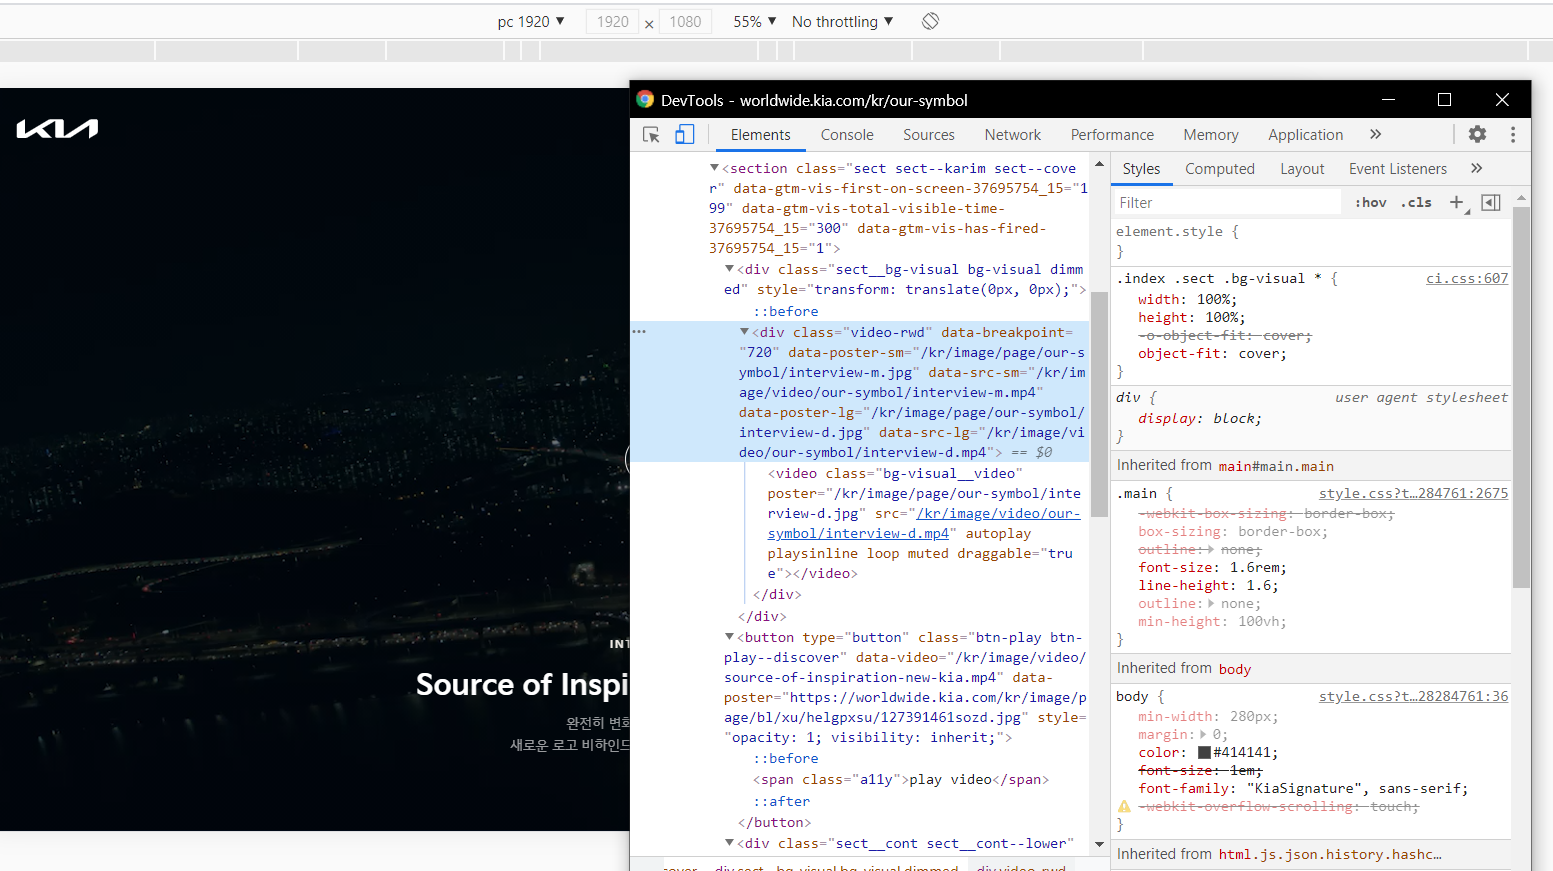 pc 1920 ▼ 1920 × 1080 55% ▼ No throttling ▼
KIA
INT
Source of Inspi
완전히 변화
새로운 로고 비하인드
DevTools - worldwide.kia.com/kr/our-symbol
Elements Console Sources Network Performance Memory Application »
▼<section class="sect sect--karim sect--cove
r" data-gtm-vis-first-on-screen-37695754_15="1
99" data-gtm-vis-total-visible-time-
37695754_15="300" data-gtm-vis-has-fired-
37695754_15="1">
▼<div class="sect__bg-visual bg-visual dimm
ed" style="transform: translate(0px, 0px);">
::before
▼<div class="video-rwd" data-breakpoint=
"720" data-poster-sm="/kr/image/page/our-s
ymbol/interview-m.jpg" data-src-sm="/kr/im
age/video/our-symbol/interview-m.mp4"
data-poster-lg="/kr/image/page/our-symbol/
interview-d.jpg" data-src-lg="/kr/image/vi
deo/our-symbol/interview-d.mp4"> == $0
<video class="bg-visual__video"
poster="/kr/image/page/our-symbol/inte
rview-d.jpg" src="/kr/image/video/our-
symbol/interview-d.mp4" autoplay
playsinline loop muted draggable="tru
e"></video>
</div>
</div>
▼<button type="button" class="btn-play btn-
play--discover" data-video="/kr/image/video/
source-of-inspiration-new-kia.mp4" data-
poster="https://worldwide.kia.com/kr/image/p
age/bl/xu/helgpxsu/127391461sozd.jpg" style=
"opacity: 1; visibility: inherit;">
::before
<span class="a11y">play video</span>
::after
</button>
▼<div class="sect__cont sect__cont--lower"
cover div.sect__bg-visual.bg-visual.dimmed div.video-rwd
Styles Computed Layout Event Listeners »
Filter :hov .cls +
element.style {
}
.index .sect .bg-visual * { ci.css:607
width: 100%;
height: 100%;
-o-object-fit: cover;
object-fit: cover;
}
div { user agent stylesheet
display: block;
}
Inherited from main#main.main
.main { style.css?t…284761:2675
-webkit-box-sizing: border-box;
box-sizing: border-box;
outline:▶ none;
font-size: 1.6rem;
line-height: 1.6;
outline:▶ none;
min-height: 100vh;
}
Inherited from body
body { style.css?t…28284761:36
min-width: 280px;
margin:▶ 0;
color: #414141;
font-size: 1em;
font-family: "KiaSignature", sans-serif;
-webkit-overflow-scrolling: touch;
}
Inherited from html.js.json.history.hashc…